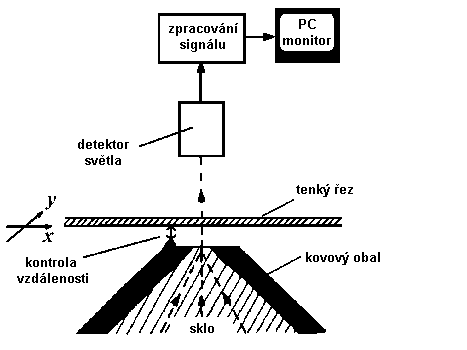 zpracování
signálu
PC
monitor
detektor
světla
tenký řez
y
x
kontrola
vzdálenosti
kovový obal
sklo